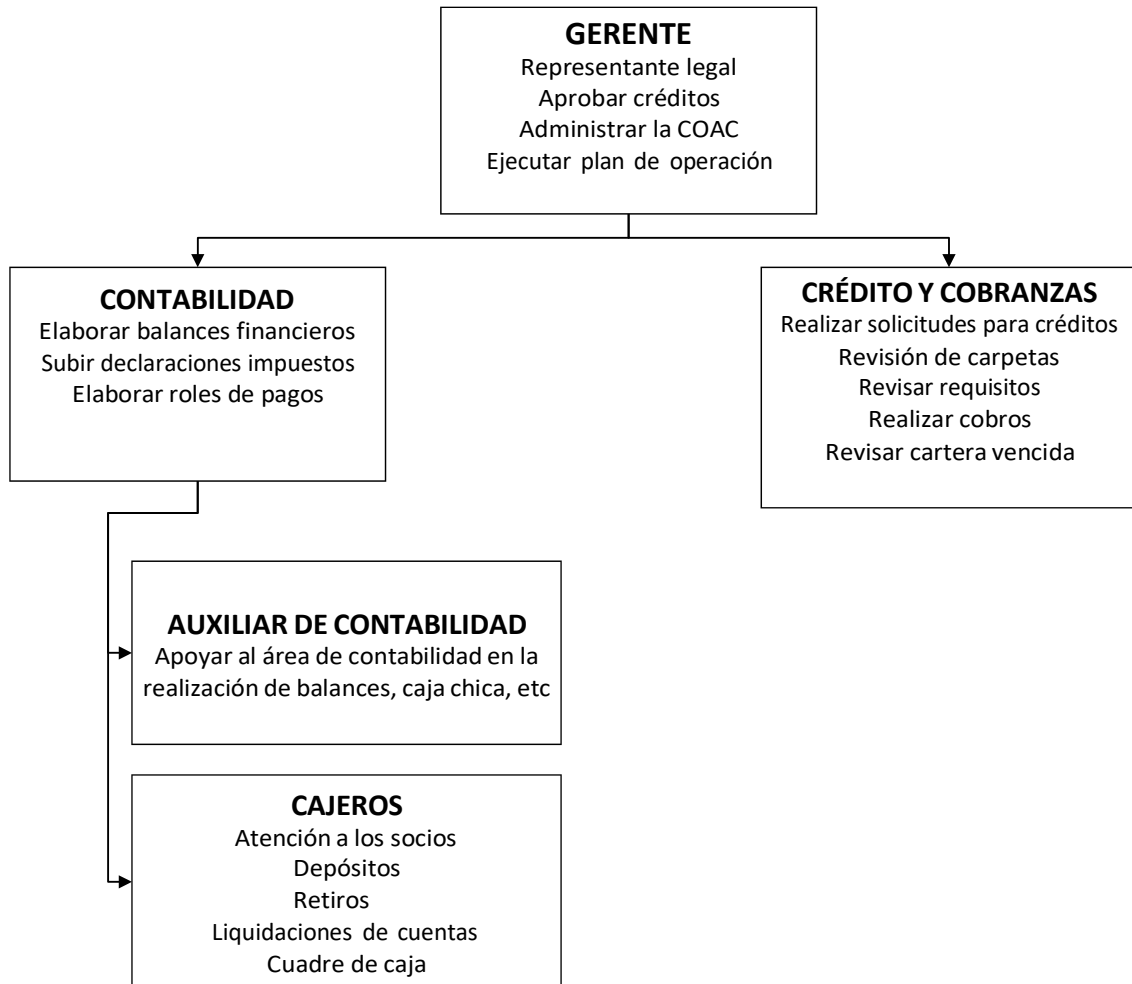 GERENTE
Representante legal
Aprobar créditos
Administrar la COAC
Ejecutar plan de operación
CONTABILIDAD
Elaborar balances financieros
Subir declaraciones impuestos
Elaborar roles de pagos
CRÉDITO Y COBRANZAS
Realizar solicitudes para créditos
Revisión de carpetas
Revisar requisitos
Realizar cobros
Revisar cartera vencida
AUXILIAR DE CONTABILIDAD
Apoyar al área de contabilidad en la
realización de balances, caja chica, etc
CAJEROS
Atención a los socios
Depósitos
Retiros
Liquidaciones de cuentas
Cuadre de caja